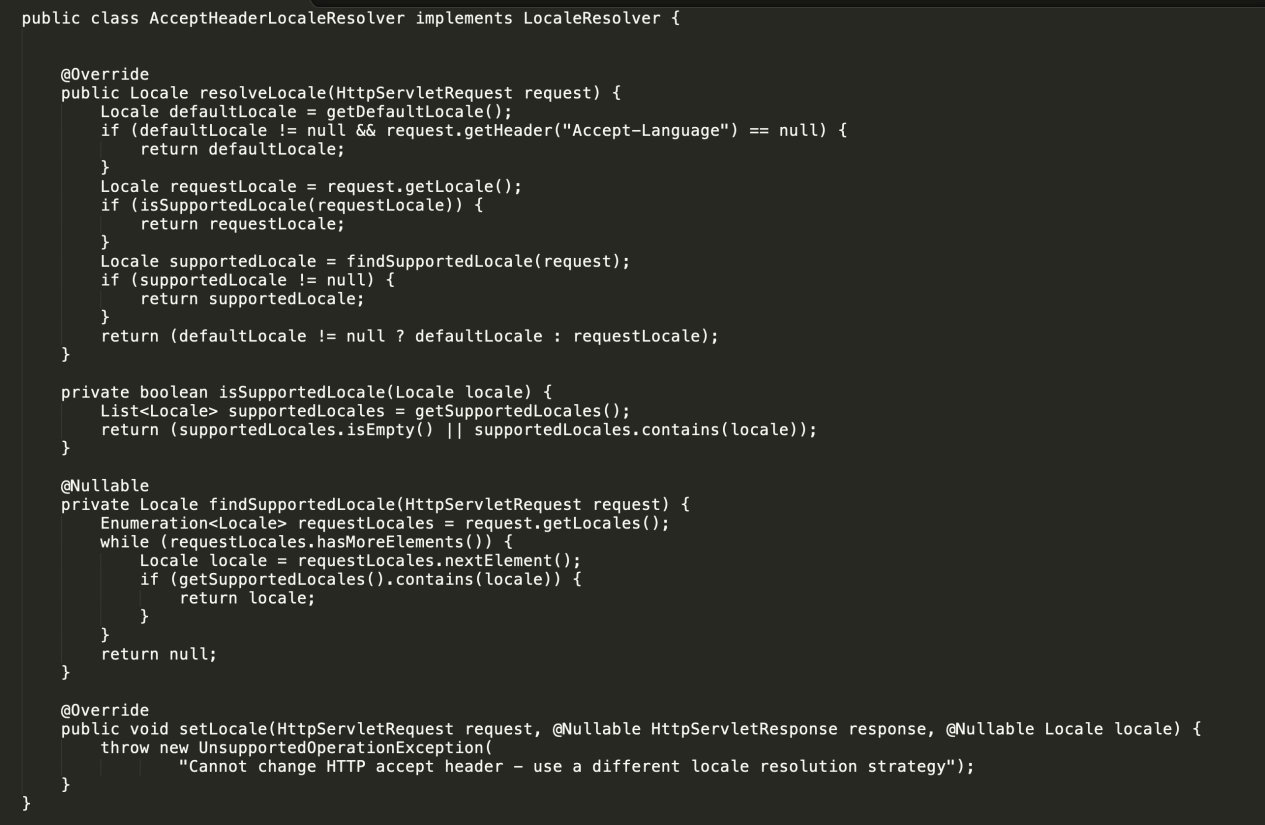 public class AcceptHeaderLocaleResolver implements LocaleResolver {
@Override
public Locale resolveLocale(HttpServletRequest request) {
Locale defaultLocale = getDefaultLocale();
if (defaultLocale != null && request.getHeader("Accept-Language") == null) {
return defaultLocale;
}
Locale requestLocale = request.getLocale();
if (isSupportedLocale(requestLocale)) {
return requestLocale;
}
Locale supportedLocale = findSupportedLocale(request);
if (supportedLocale != null) {
return supportedLocale;
}
return (defaultLocale != null ? defaultLocale : requestLocale);
}
private boolean isSupportedLocale(Locale locale) {
List<Locale> supportedLocales = getSupportedLocales();
return (supportedLocales.isEmpty() || supportedLocales.contains(locale));
}
@Nullable
private Locale findSupportedLocale(HttpServletRequest request) {
Enumeration<Locale> requestLocales = request.getLocales();
while (requestLocales.hasMoreElements()) {
Locale locale = requestLocales.nextElement();
if (getSupportedLocales().contains(locale)) {
return locale;
}
}
return null;
}
@Override
public void setLocale(HttpServletRequest request, @Nullable HttpServletResponse response, @Nullable Locale locale) {
throw new UnsupportedOperationException(
"Cannot change HTTP accept header – use a different locale resolution strategy");
}
}